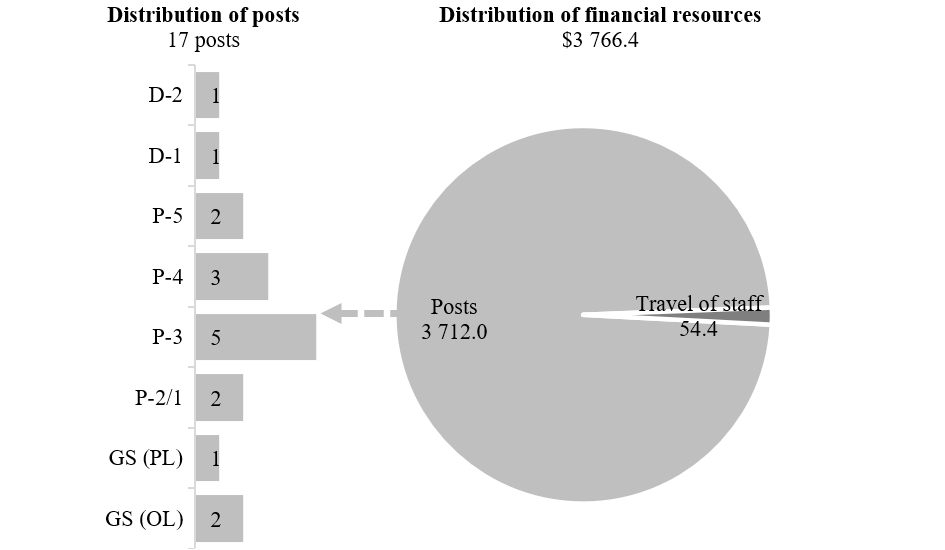 Distribution of posts
17 posts
D-2 1
D-1 1
P-5 2
P-4 3
P-3 5
P-2/1 2
GS (PL) 1
GS (OL) 2
Distribution of financial resources
$3 766.4
Posts
3 712.0
Travel of staff
54.4